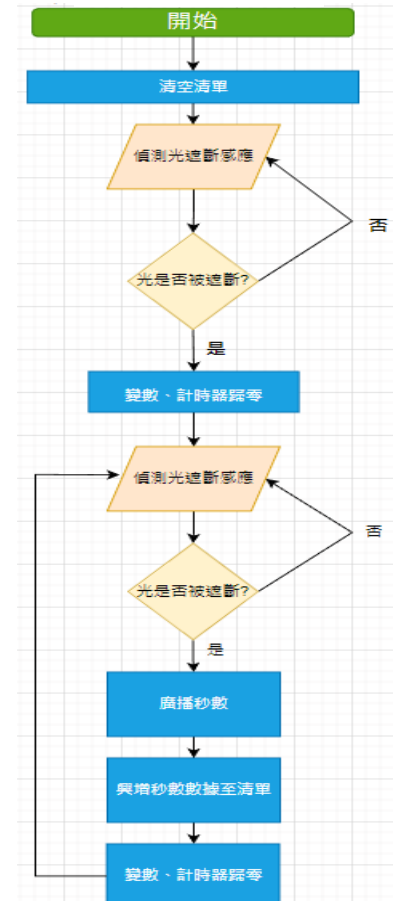 開始
清空清單
偵測光遮斷感應
否
光是否被遮斷?
是
變數、計時器歸零
偵測光遮斷感應
否
光是否被遮斷?
是
廣播秒數
興增秒數數據至清單
變數、計時器歸零